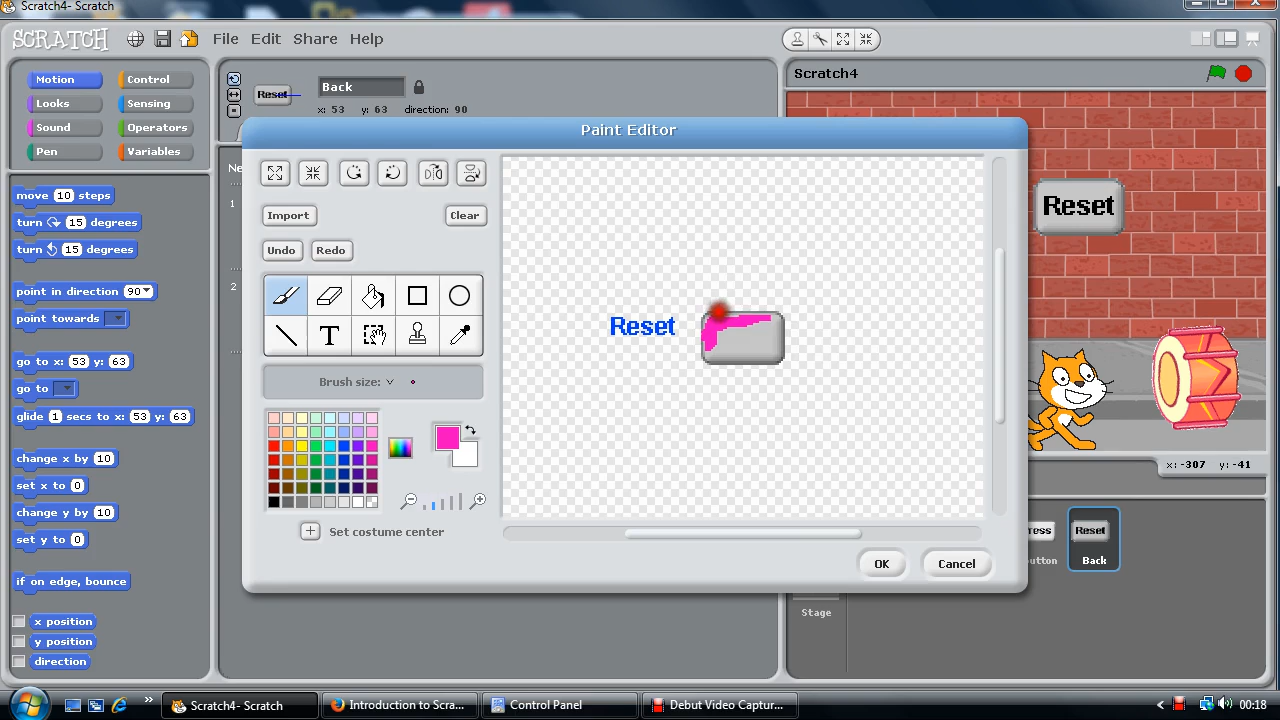 Scratch4- Scratch
SCRATCH
File Edit Share Help
Motion Control
Looks Sensing
Sound Operators
Pen Variables
move 10 steps
turn 15 degrees
turn 15 degrees
point in direction 90
point towards
go to x: 53 y: 63
go to
glide 1 secs to x: 53 y: 63
change x by 10
set x to 0
change y by 10
set y to 0
if on edge, bounce
x position
y position
direction
Reset
Back
x: 53 y: 63 direction: 90
Ne
1
2
Paint Editor
Import Clear
Undo Redo
T
Brush size:
Set costume center
Reset
OK Cancel
Scratch4
Reset
x: -307 y: -41
ress
utton
Reset
Back
Stage
Scratch4- Scratch
Introduction to Scra...
Control Panel
Debut Video Captur...
00:18